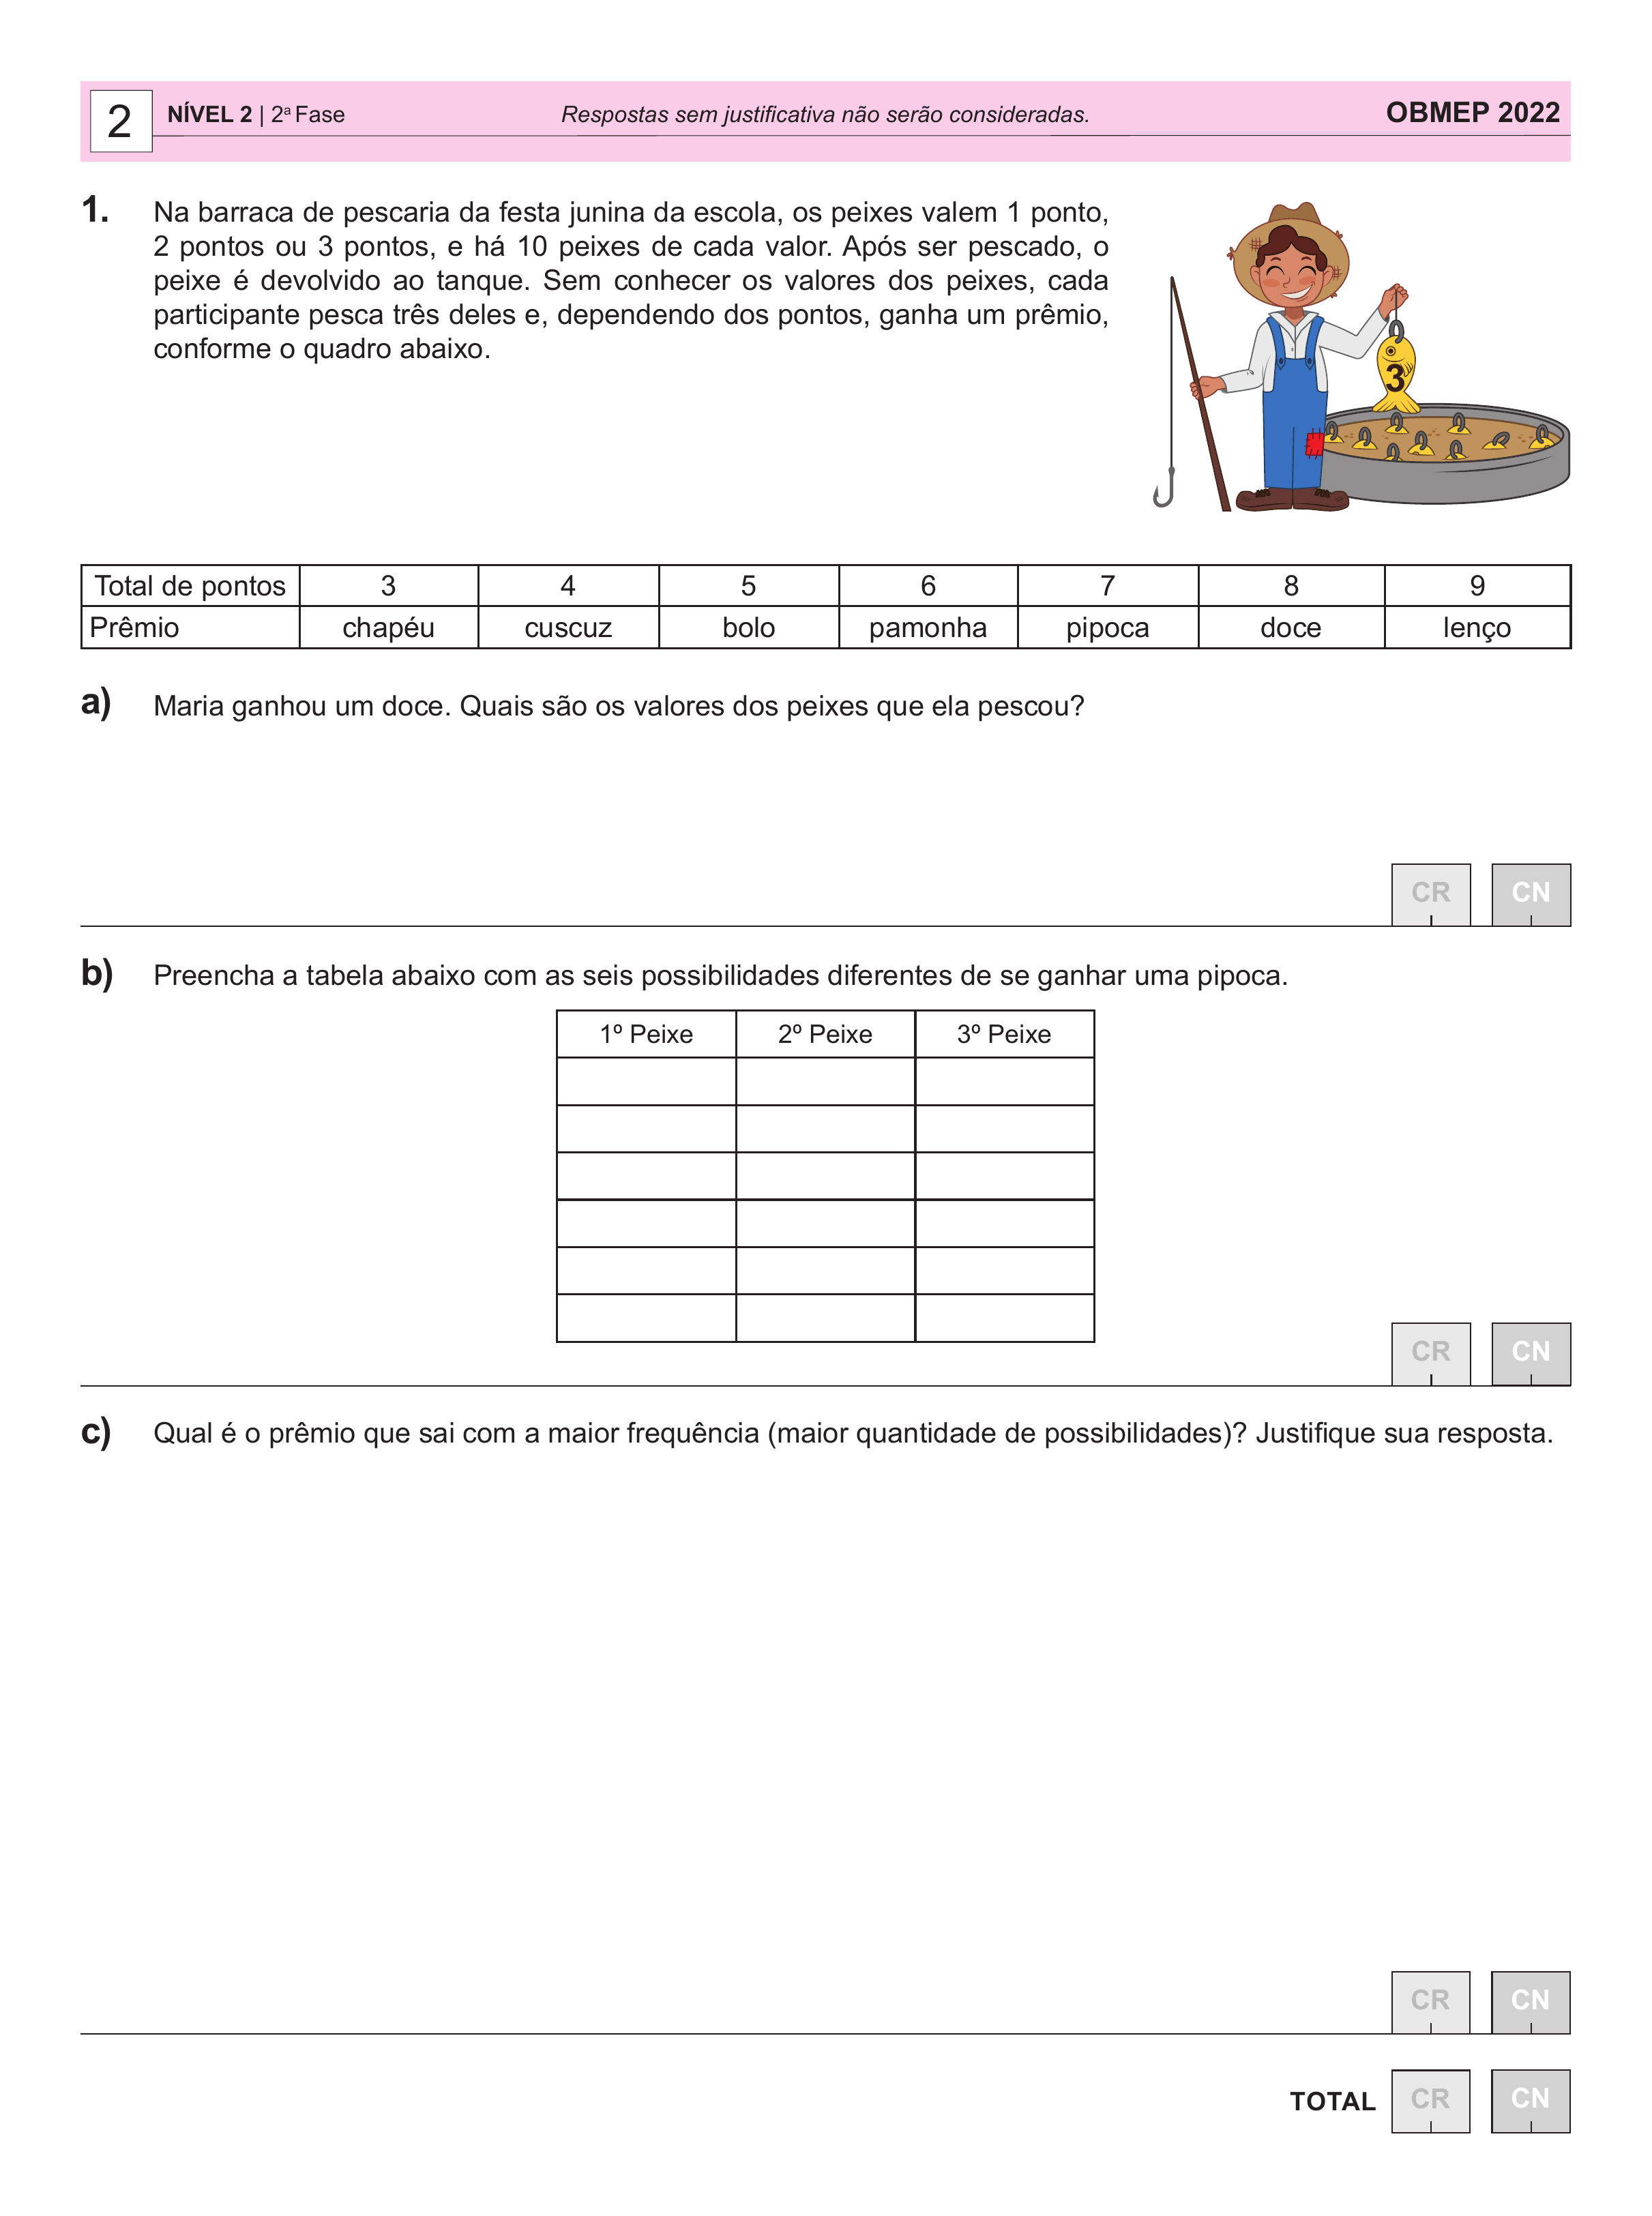 2 NÍVEL 2 | 2ª Fase Respostas sem justificativa não serão consideradas. OBMEP 2022
1. Na barraca de pescaria da festa junina da escola, os peixes valem 1 ponto,
2 pontos ou 3 pontos, e há 10 peixes de cada valor. Após ser pescado, o
peixe é devolvido ao tanque. Sem conhecer os valores dos peixes, cada
participante pesca três deles e, dependendo dos pontos, ganha um prêmio,
conforme o quadro abaixo.
3
Total de pontos 3 4 5 6 7 8 9
Prêmio chapéu cuscuz bolo pamonha pipoca doce lenço
a) Maria ganhou um doce. Quais são os valores dos peixes que ela pescou?
CR CN
b) Preencha a tabela abaixo com as seis possibilidades diferentes de se ganhar uma pipoca.
1º Peixe 2º Peixe 3º Peixe
CR CN
c) Qual é o prêmio que sai com a maior frequência (maior quantidade de possibilidades)? Justifique sua resposta.
CR CN
TOTAL CR CN